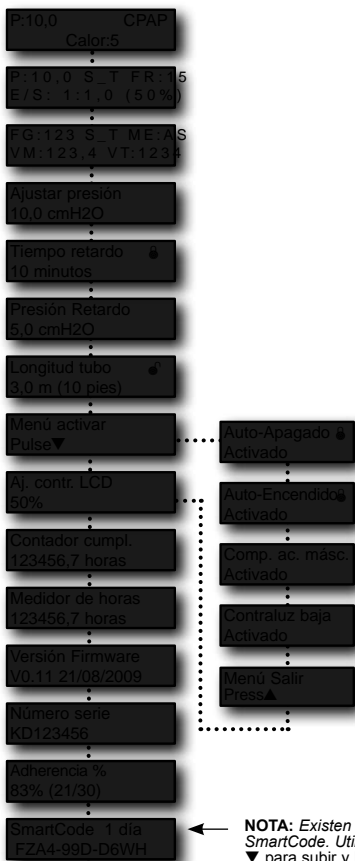 P:10,0 CPAP
Calor:5
P:10,0 S_T FR:15
E/S: 1:1,0 (50%)
FG:123 S_T ME:AS
VM:123,4 VT:1234
Ajustar presión
10,0 cmH2O
Tiempo retardo
10 minutos
Presión Retardo
5,0 cmH2O
Longitud tubo
3,0 m (10 pies)
Menú activar
Pulse▼
Aj. contr. LCD
50%
Contador cumpl.
123456,7 horas
Medidor de horas
123456,7 horas
Versión Firmware
V0.11 21/08/2009
Número serie
KD123456
Adherencia %
83% (21/30)
SmartCode 1 día
FZA4-99D-D6WH
Auto-Apagado
Activado
Auto-Encendido
Activado
Comp. ac. másc.
Activado
Contraluz baja
Activado
Menú Salir
Press▲
NOTA: Existen
SmartCode. Util
▼ para subir y